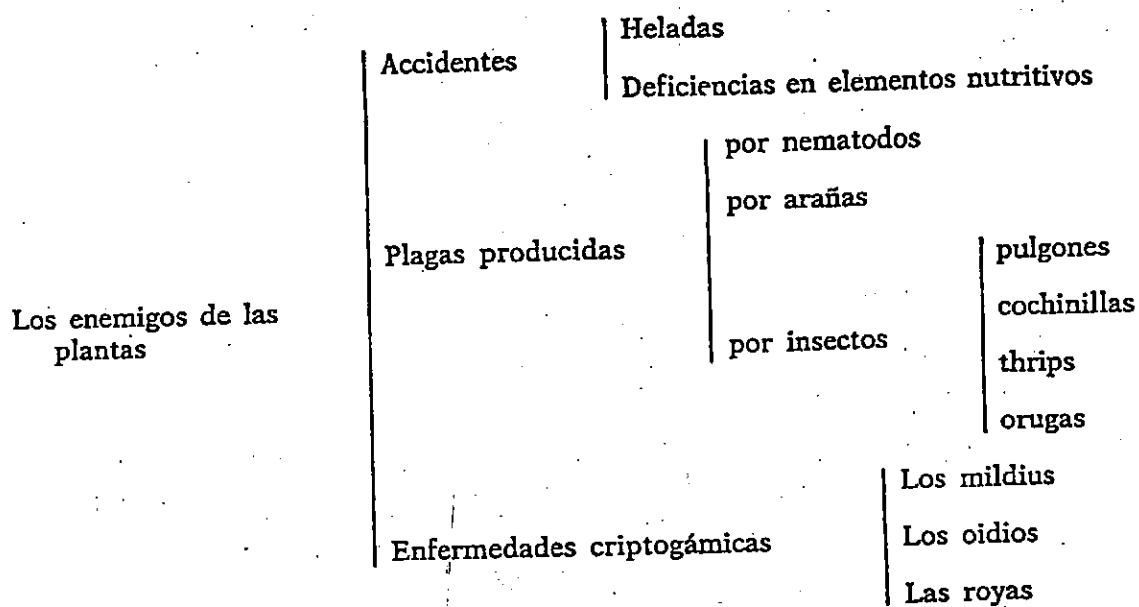 Heladas
Accidentes
Deficiencias en elementos nutritivos
por nematodos
por arañas
Plagas producidas
pulgones
cochinillas
Los enemigos de las
plantas
por insectos
thrips
orugas
Los mildius
Enfermedades criptogámicas
Los oidios
Las royas